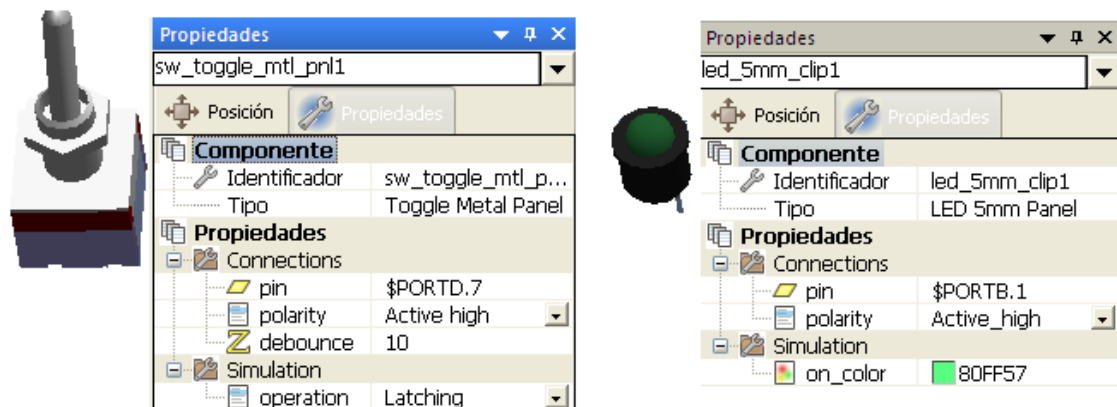 Propiedades
sw_toggle_mtl_pnl1
Posición Propiedades
Componente
Identificador sw_toggle_mtl_p...
Tipo Toggle Metal Panel
Propiedades
Connections
pin $PORTD.7
polarity Active high
debounce 10
Simulation
operation Latching
Propiedades
led_5mm_clip1
Posición Propiedades
Componente
Identificador led_5mm_clip1
Tipo LED 5mm Panel
Propiedades
Connections
pin $PORTB.1
polarity Active_high
Simulation
on_color 80FF57